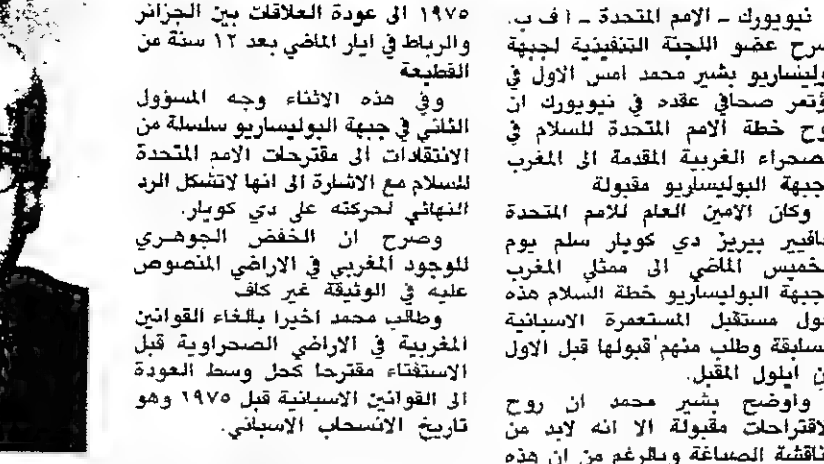 نيويورك ـ الامم المتحدة ـ ا ف ب.
صرح عضو اللجنة التنفيذية لجبهة
بوليساريو بشير محمد امس الاول في
مؤتمر صحافي عقده في نيويورك ان
روح خطة الامم المتحدة للسلام في
الصحراء الغربية المقدمة الى المغرب
وجبهة البوليساريو مقبولة
وكان الامين العام للامم المتحدة
خافيير بيريز دي كويار سلم يوم
الخميس الماضي الى ممثلي المغرب
وجبهة البوليساريو خطة السلام هذه
حول مستقبل المستعمرة الاسبانية
السابقة وطلب منهم قبولها قبل الاول
من ايلول المقبل.
واوضح بشير محمد ان روح
الاقتراحات مقبولة الا انه لابد من
مناقشة الصياغة وبالرغم من ان هذه
١٩٧٥ الى عودة العلاقات بين الجزائر
والرباط في ايار الماضي بعد ١٢ سنة من
القطيعة
وفي هذه الاثناء وجه المسؤول
الثاني في جبهة البوليساريو سلسلة من
الانتقادات الى مقترحات الامم المتحدة
للسلام مع الاشارة الى انها لاتشكل الرد
النهائي لحركته على دي كويار.
وصرح ان الخفض الجوهري
للوجود المغربي في الاراضي المنصوص
عليه في الوثيقة غير كاف
وطالب محمد اخيرا بالغاء القوانين
المغربية في الاراضي الصحراوية قبل
الاستفتاء مقترحا كحل وسط العودة
الى القوانين الاسبانية قبل ١٩٧٥ وهو
تاريخ الانسحاب الاسباني.